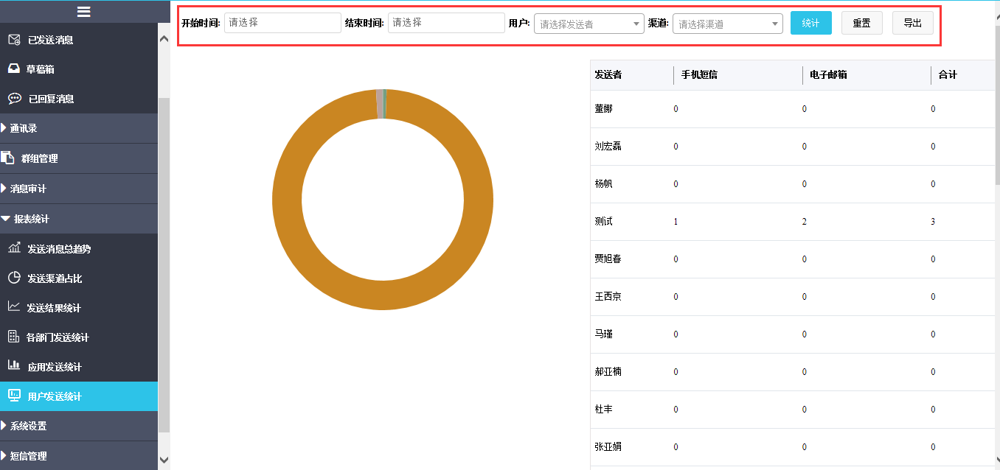 已发送消息
草稿箱
已回复消息
通讯录
群组管理
消息审计
报表统计
发送消息总趋势
发送渠道占比
发送结果统计
各部门发送统计
应用发送统计
用户发送统计
系统设置
短信管理
开始时间: 请选择 结束时间: 请选择 用户: 请选择发送者 渠道: 请选择渠道 统计 重置 导出
发送者 手机短信 电子邮箱 合计
董娜 0 0 0
刘宏磊 0 0 0
杨帆 0 0 0
测试 1 2 3
贾旭春 0 0 0
王西京 0 0 0
马瑾 0 0 0
郝亚楠 0 0 0
杜丰 0 0 0
张亚娟 0 0 0